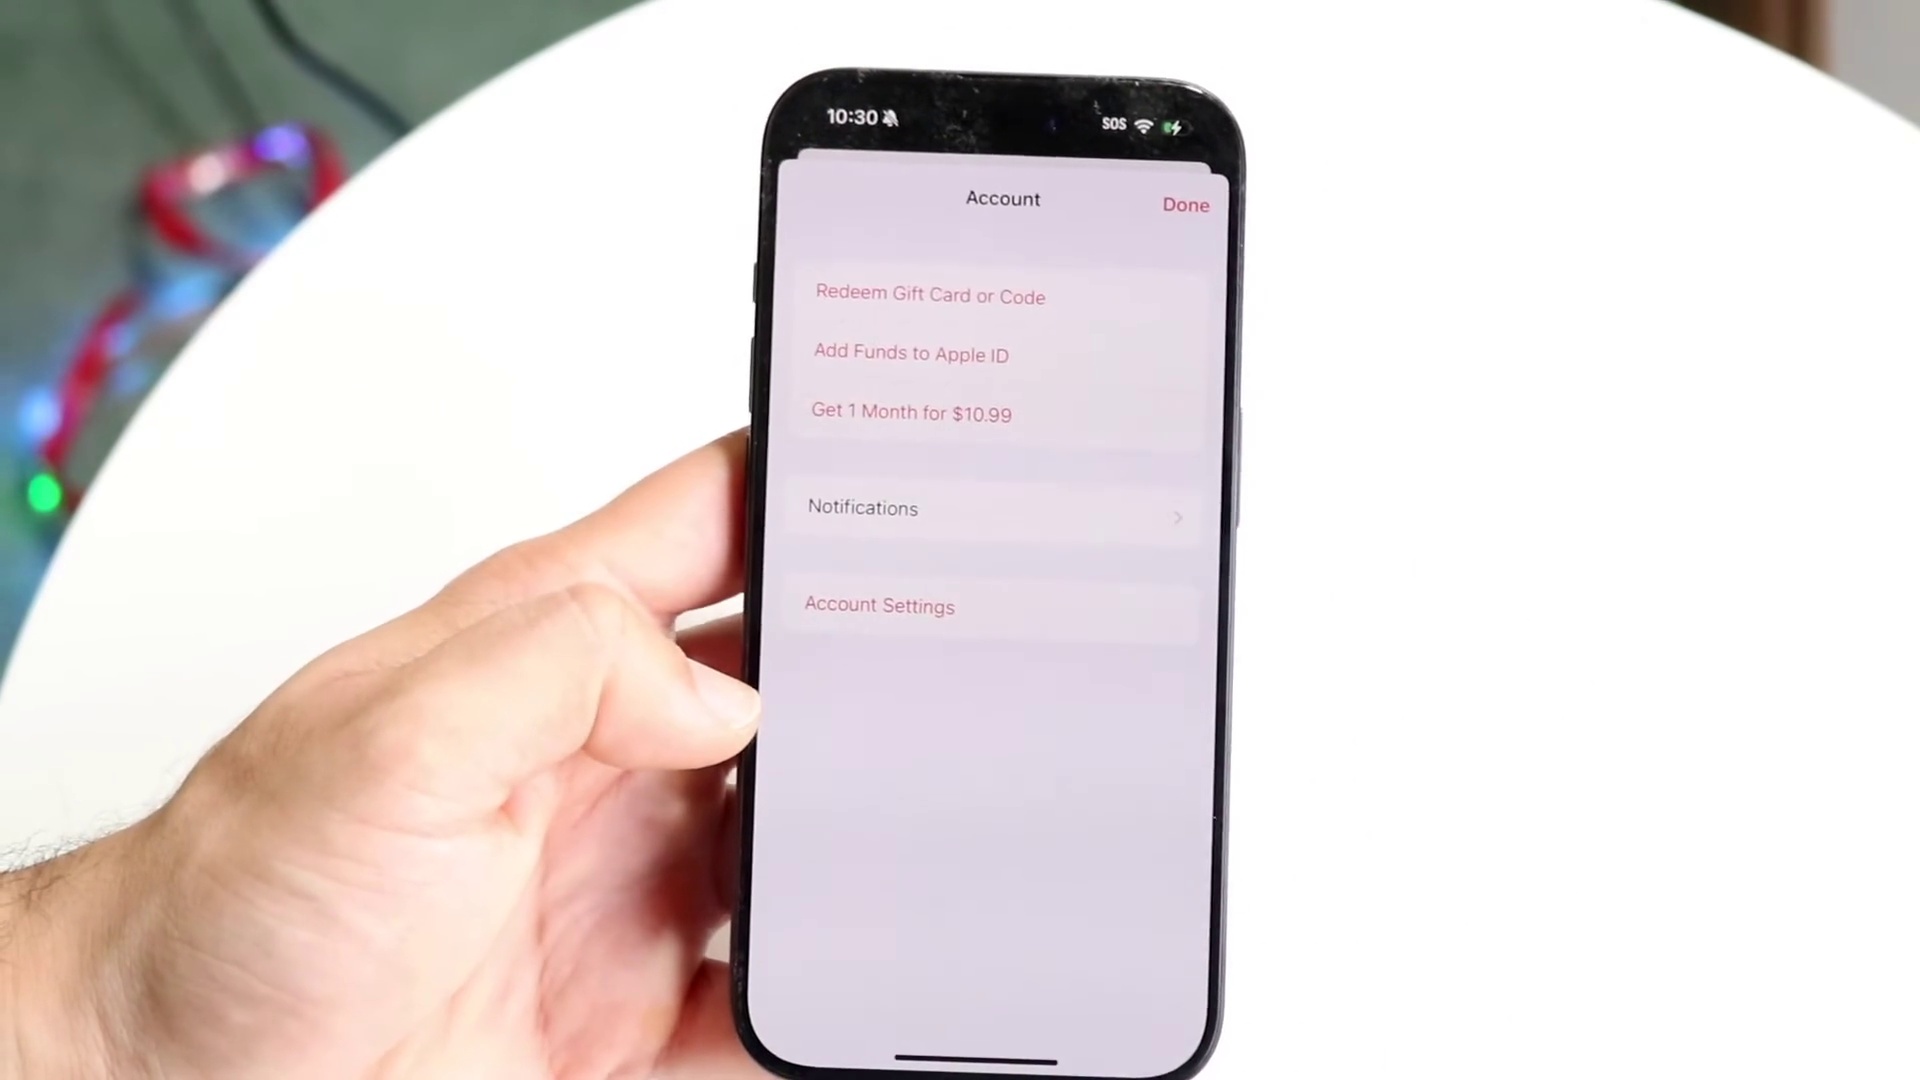 10:30
SOS
Account
Done
Redeem Gift Card or Code
Add Funds to Apple ID
Get 1 Month for $10.99
Notifications
Account Settings